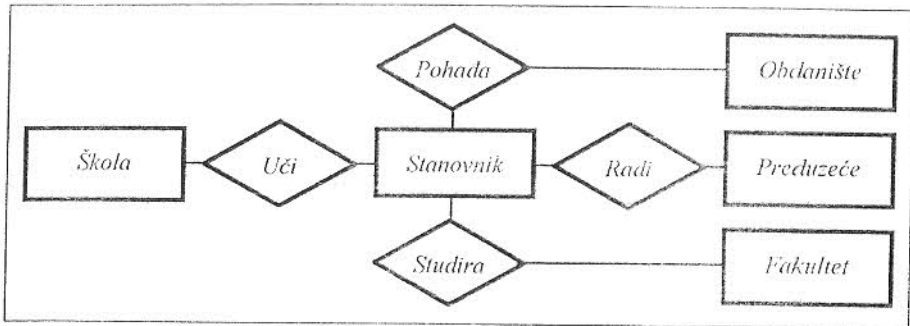 Pohađa
Obdanište
Škola
Uči
Stanovnik
Radi
Preduzeće
Studira
Fakultet